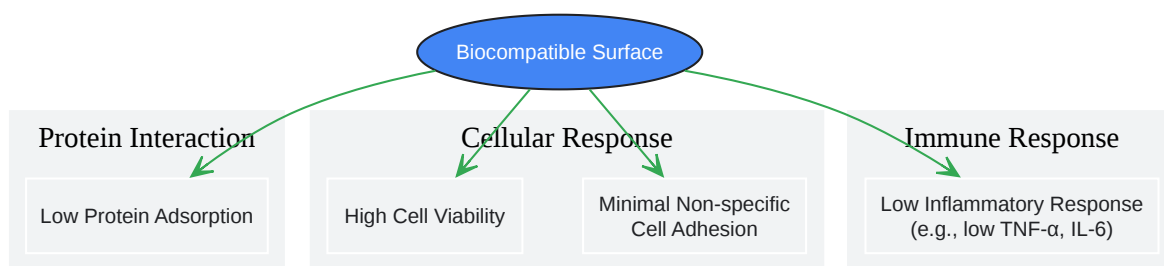 Biocompatible Surface
Protein Interaction
Cellular Response
Immune Response
Low Protein Adsorption
High Cell Viability
Minimal Non-specific
Cell Adhesion
Low Inflammatory Response
(e.g., low TNF-α, IL-6)